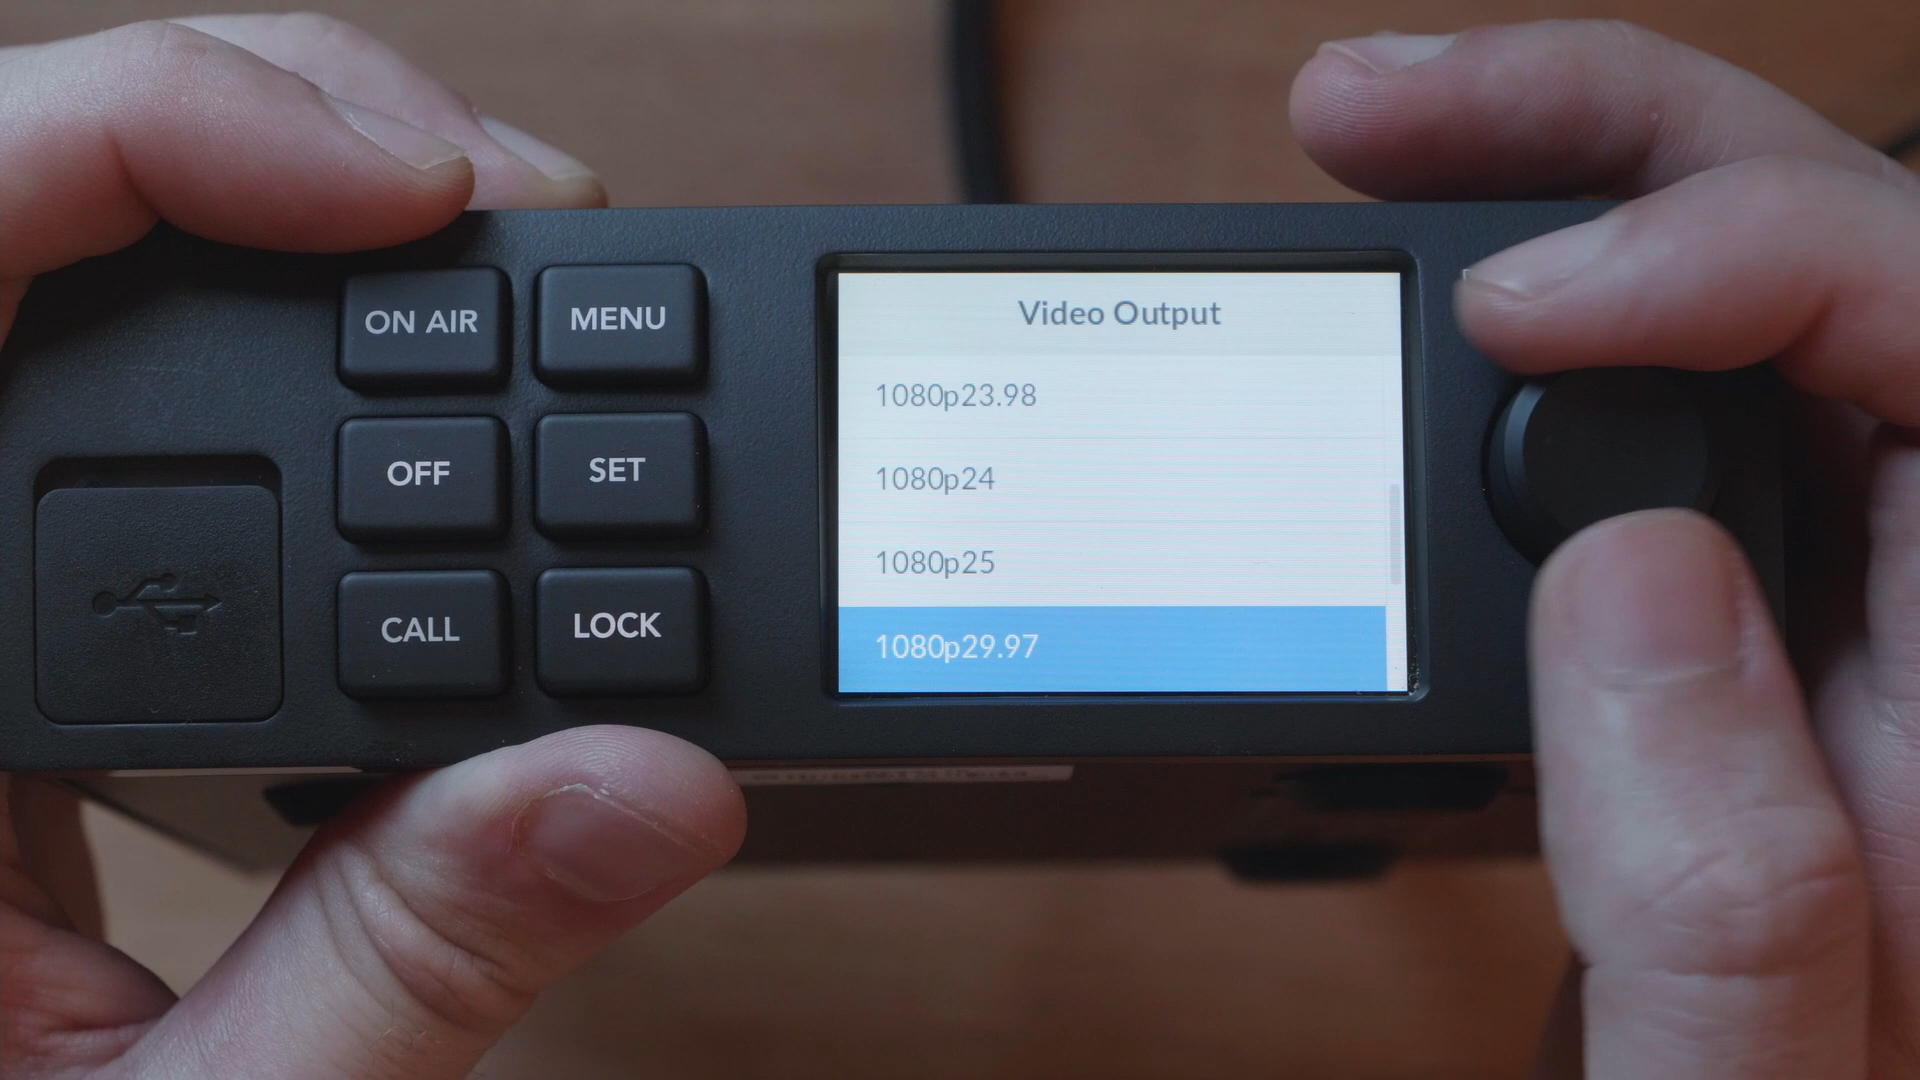 ON AIR
MENU
OFF
SET
CALL
LOCK
Video Output
1080p23.98
1080p24
1080p25
1080p29.97